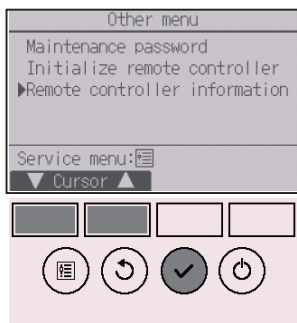 Other menu
Maintenance password
Initialize remote controller
▶Remote controller information
Service menu:
▼ Cursor ▲